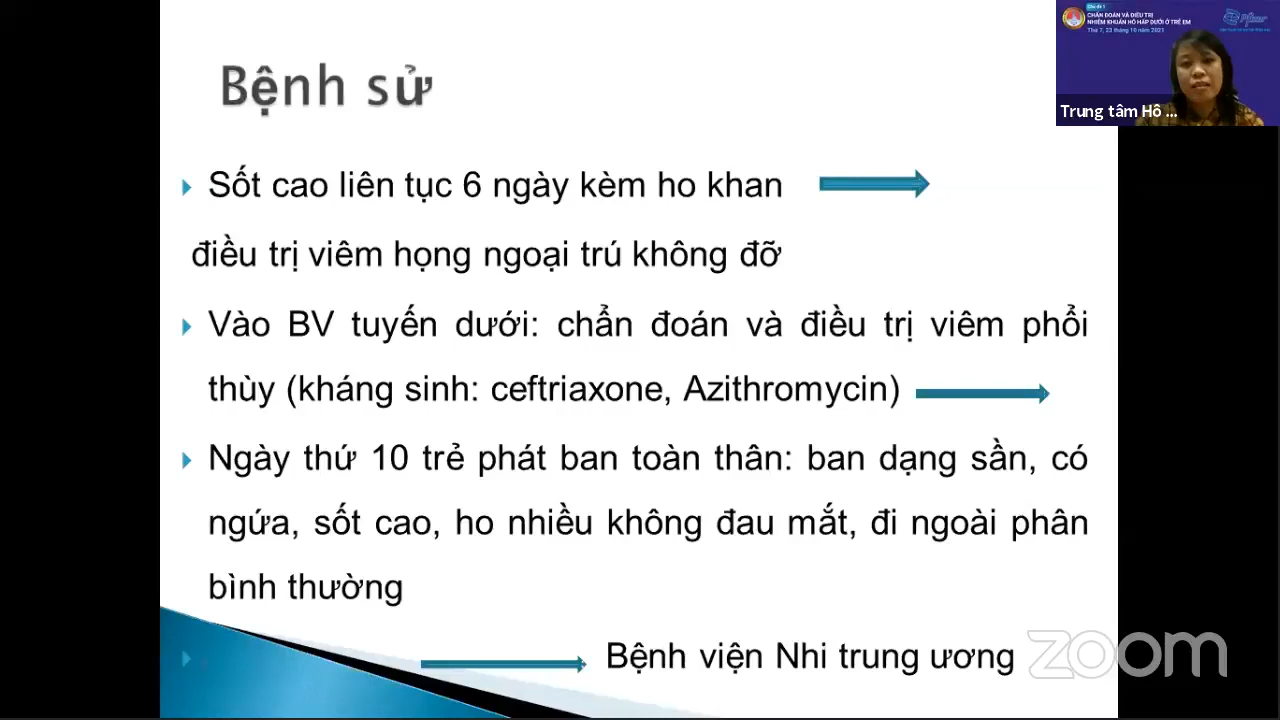 Bệnh sử
Sốt cao liên tục 6 ngày kèm ho khan
điều trị viêm họng ngoại trú không đỡ
Vào BV tuyến dưới: chẩn đoán và điều trị viêm phổi
thùy (kháng sinh: ceftriaxone, Azithromycin)
Ngày thứ 10 trẻ phát ban toàn thân: ban dạng sần, có
ngứa, sốt cao, ho nhiều không đau mắt, đi ngoài phân
bình thường
Bệnh viện Nhi trung ương
CHẨN ĐOÁN VÀ ĐIỀU TRỊ
NHIỄM KHUẨN HÔ HẤP DƯỚI Ở TRẺ EM
Thứ 7, 23 tháng 10 năm 2021
Pfizer
Trung tâm Hô ...
zoom